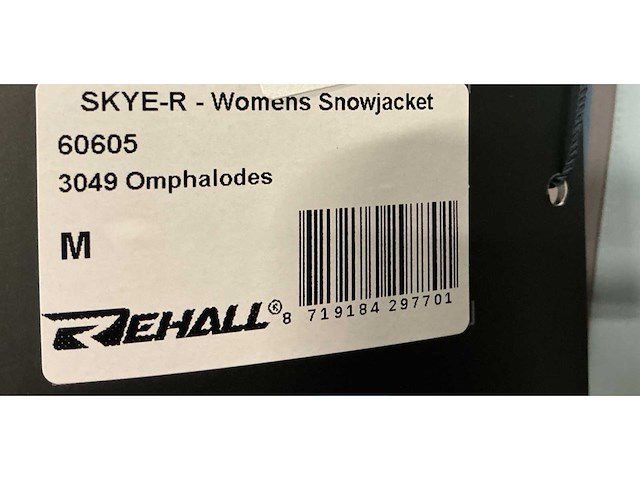 SKYE-R - Womens Snowjacket
60605
3049 Omphalodes
M
REHALL®
8 719184 297701